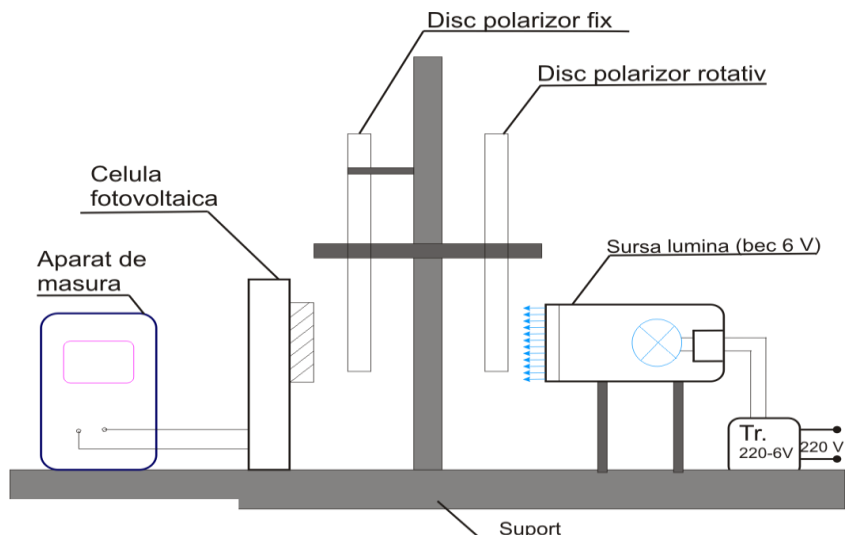 Disc polarizor fix
Disc polarizor rotativ
Celula
fotovoltaica
Sursa lumina (bec 6 V)
Aparat de
masura
Tr.
220-6V
220 V
Suport